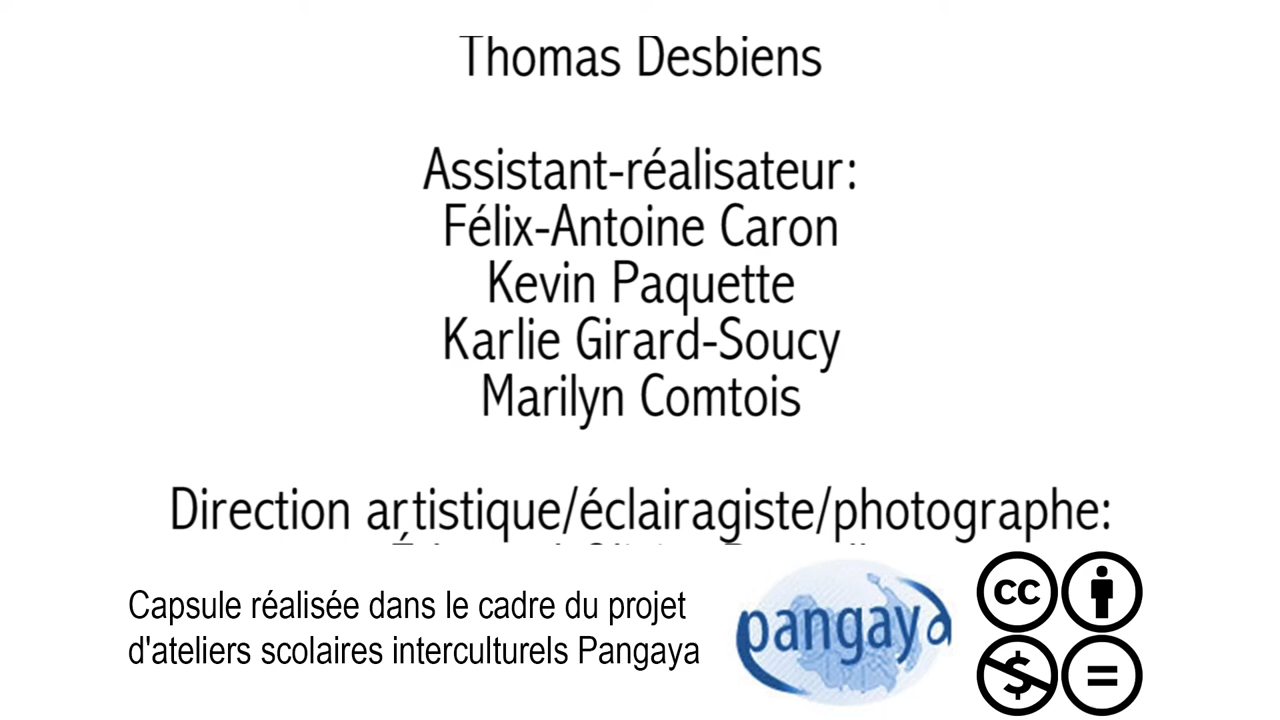 Thomas Desbiens
Assistant-réalisateur:
Félix-Antoine Caron
Kevin Paquette
Karlie Girard-Soucy
Marilyn Comtois
Direction artistique/éclairagiste/photographe:
Capsule réalisée dans le cadre du projet
d'ateliers scolaires interculturels Pangaya
pangaya
cc
$
=